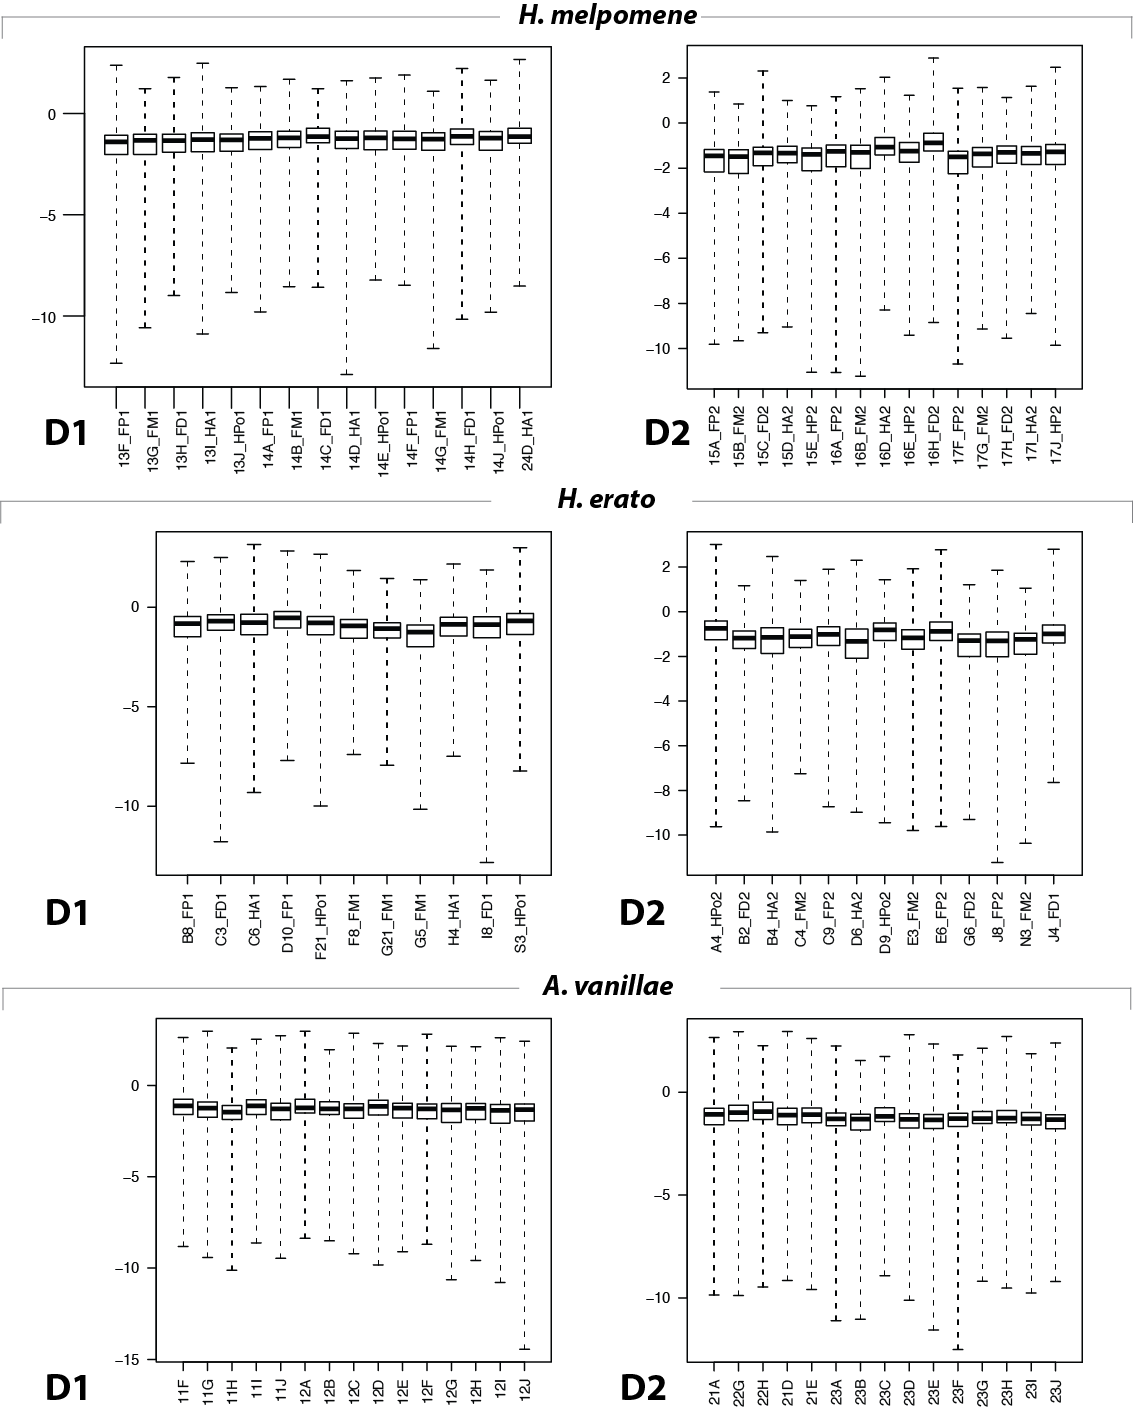 H. melpomene
0
−5
−10
D1
13F_FP1
13G_FM1
13H_FD1
13I_HA1
13J_HPo1
14A_FP1
14B_FM1
14C_FD1
14D_HA1
14E_HPo1
14F_FP1
14G_FM1
14H_FD1
14J_HPo1
24D_HA1
2
0
−2
−4
−6
−8
−10
D2
15A_FP2
15B_FM2
15C_FD2
15D_HA2
15E_HP2
16A_FP2
16B_FM2
16D_HA2
16E_HP2
16H_FD2
17F_FP2
17G_FM2
17H_FD2
17I_HA2
17J_HP2
H. erato
0
−5
−10
D1
B8_FP1
C3_FD1
C6_HA1
D10_FP1
F21_HPo1
F8_FM1
G21_FM1
G5_FM1
H4_HA1
I8_FD1
S3_HPo1
2
0
−2
−4
−6
−8
−10
D2
A4_HPo2
B2_FD2
B4_HA2
C4_FM2
C9_FP2
D6_HA2
D9_HPo2
E3_FM2
E6_FP2
G6_FD2
J8_FP2
N3_FM2
J4_FD1
A. vanillae
0
−5
−10
−15
D1
11F
11G
11H
11I
11J
12A
12B
12C
12D
12E
12F
12G
12H
12I
12J
0
−5
−10
D2
21A
22G
22H
21D
21E
23A
23B
23C
23D
23E
23F
23G
23H
23I
23J